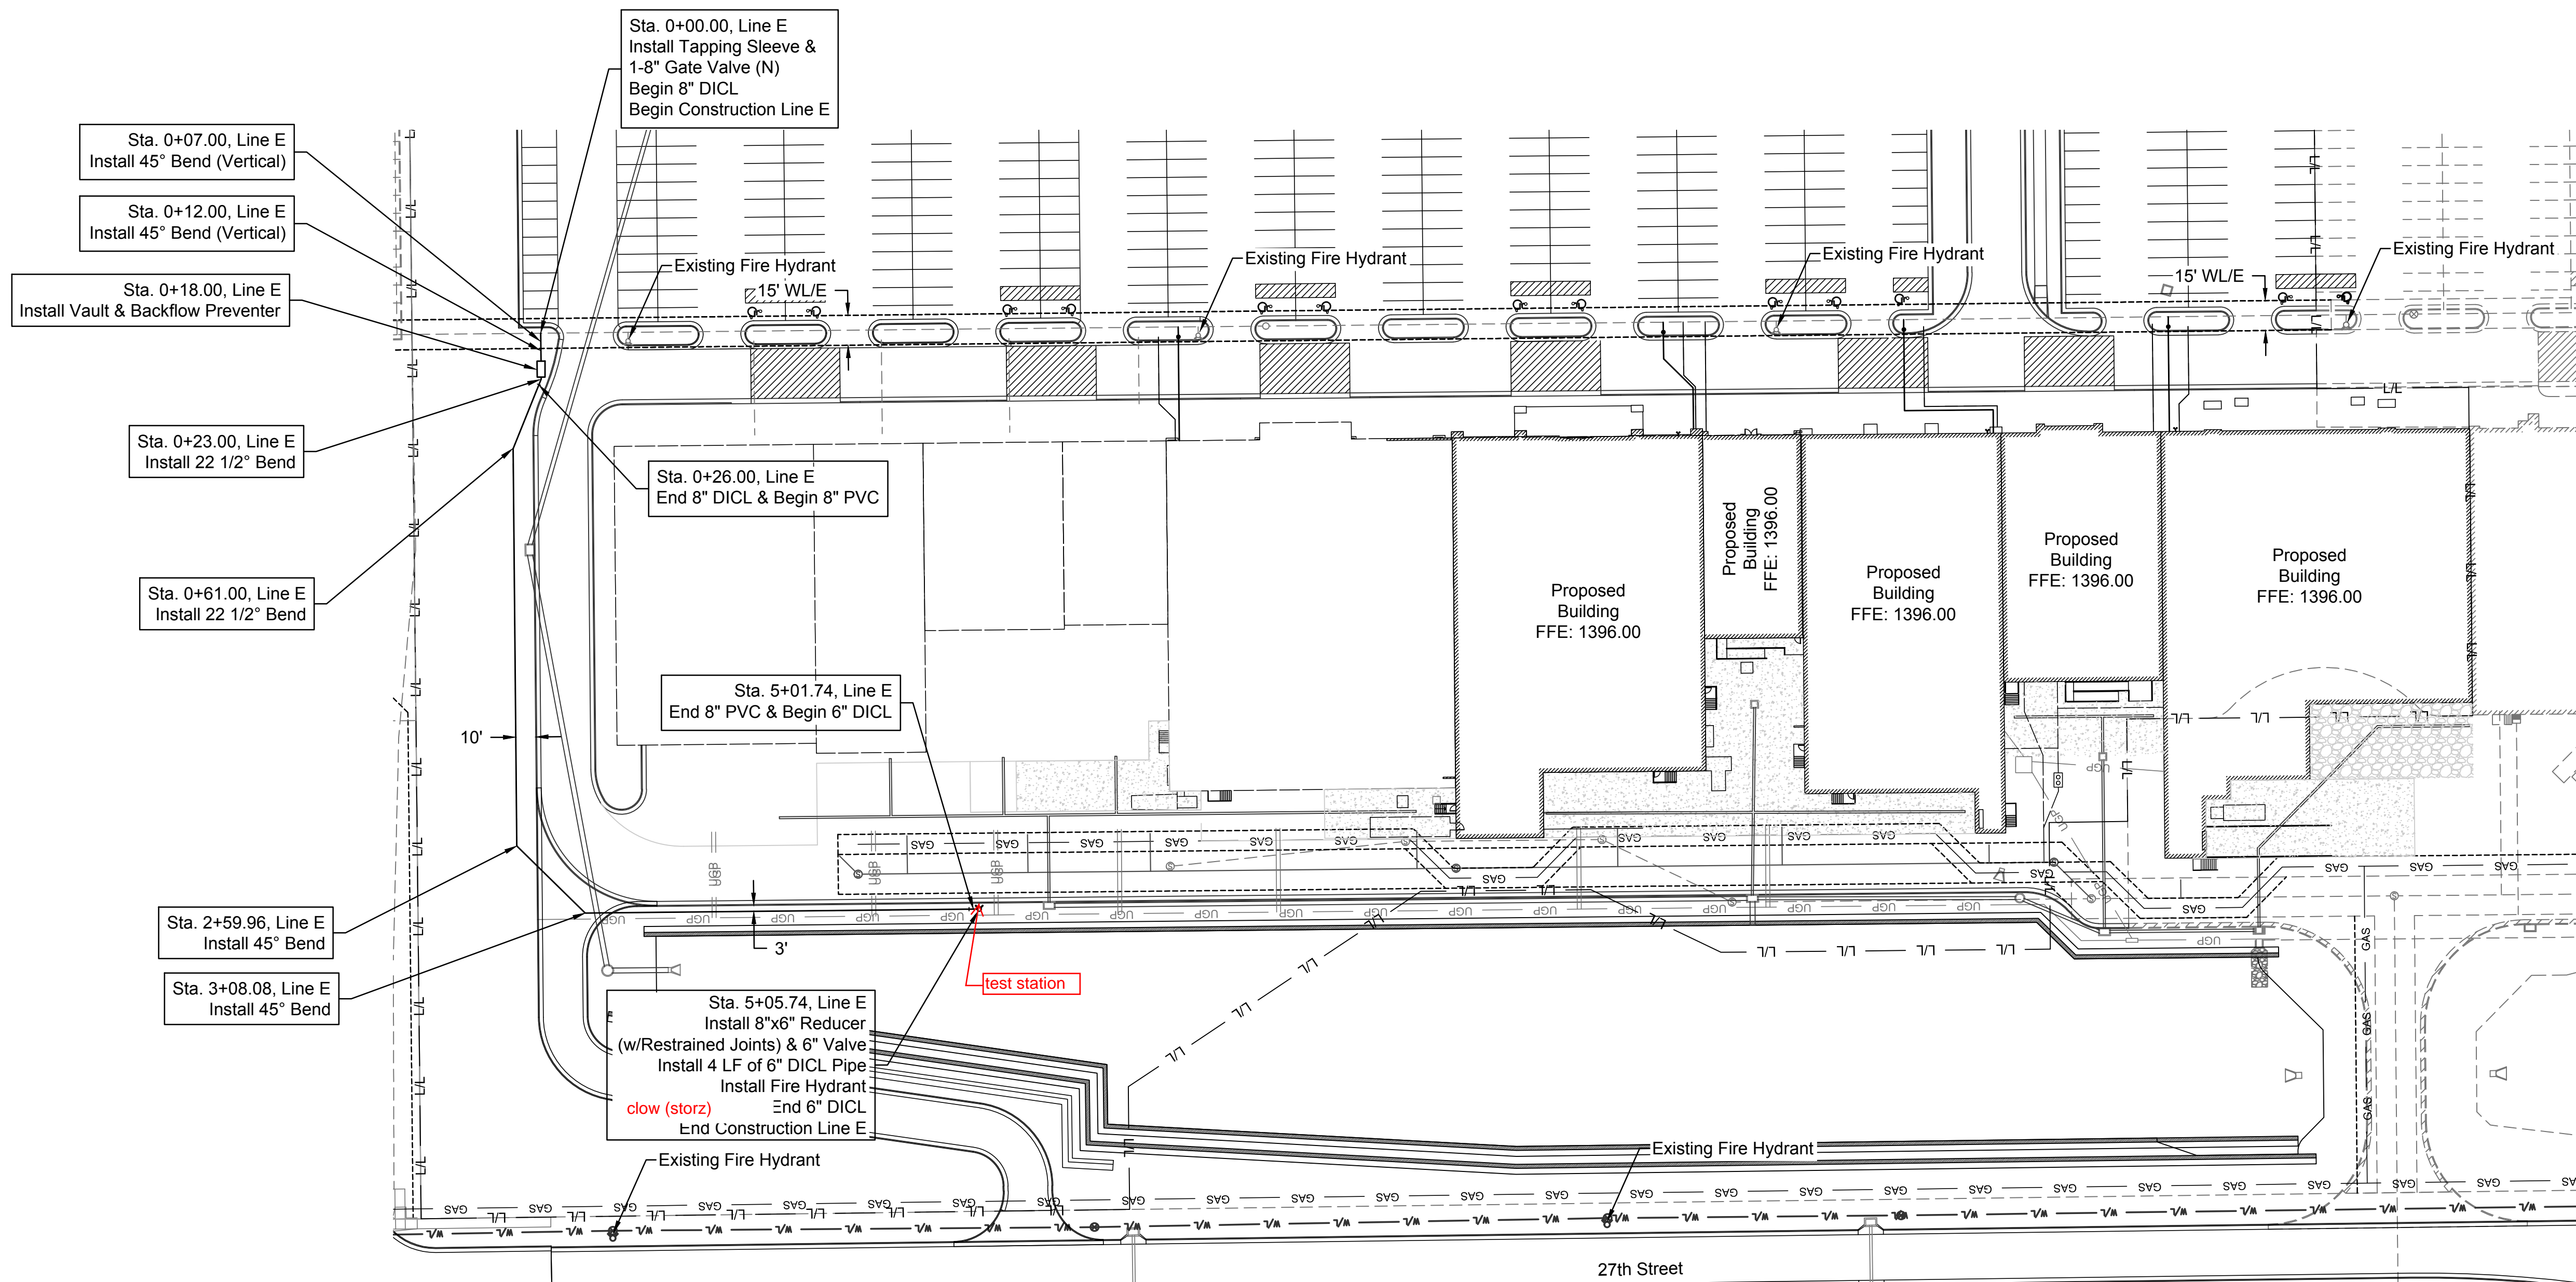 Sta. 0+00.00, Line E
Install Tapping Sleeve &
1-8" Gate Valve (N)
Begin 8" DICL
Begin Construction Line E
Sta. 0+07.00, Line E
Install 45° Bend (Vertical)
Sta. 0+12.00, Line E
Install 45° Bend (Vertical)
Sta. 0+18.00, Line E
Install Vault & Backflow Preventer
Existing Fire Hydrant
15' WL/E
Existing Fire Hydrant
Existing Fire Hydrant
15' WL/E
Existing Fire Hydrant
Sta. 0+23.00, Line E
Install 22 1/2° Bend
Sta. 0+26.00, Line E
End 8" DICL & Begin 8" PVC
Sta. 0+61.00, Line E
Install 22 1/2° Bend
Proposed
Building
FFE: 1396.00
Proposed
Building
FFE: 1396.00
Proposed
Building
FFE: 1396.00
Proposed
Building
FFE: 1396.00
Proposed
Building
FFE: 1396.00
Sta. 5+01.74, Line E
End 8" PVC & Begin 6" DICL
10'
Sta. 2+59.96, Line E
Install 45° Bend
3'
Sta. 3+08.08, Line E
Install 45° Bend
test station
Sta. 5+05.74, Line E
Install 8"x6" Reducer
(w/Restrained Joints) & 6" Valve
Install 4 LF of 6" DICL Pipe
Install Fire Hydrant
clow (storz) End 6" DICL
End Construction Line E
Existing Fire Hydrant
Existing Fire Hydrant
L/L
GAS
UGP
W/L
27th Street